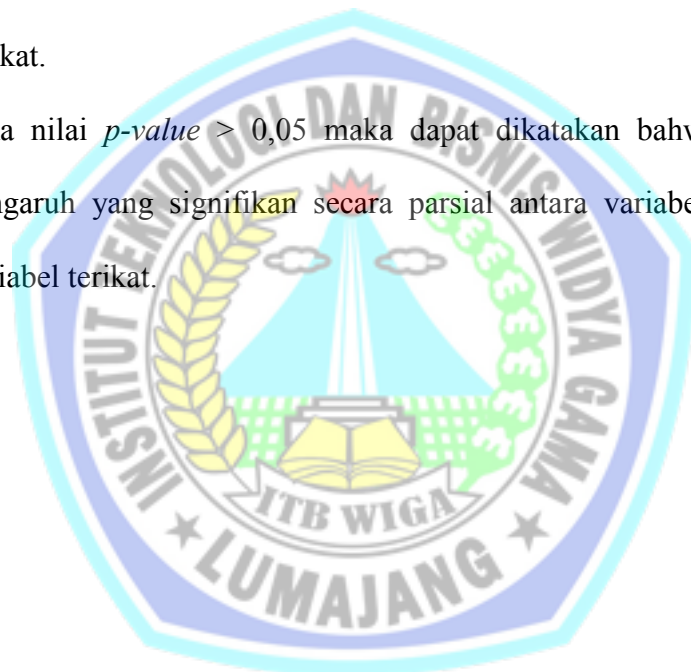 kat.
a nilai p-value > 0,05 maka dapat dikatakan bahw
ngaruh yang signifikan secara parsial antara variabe
iabel terikat.
INSTITUT TEKNOLOGI DAN BISNIS WIDYA GAMA
ITB WIGA
LUMAJANG